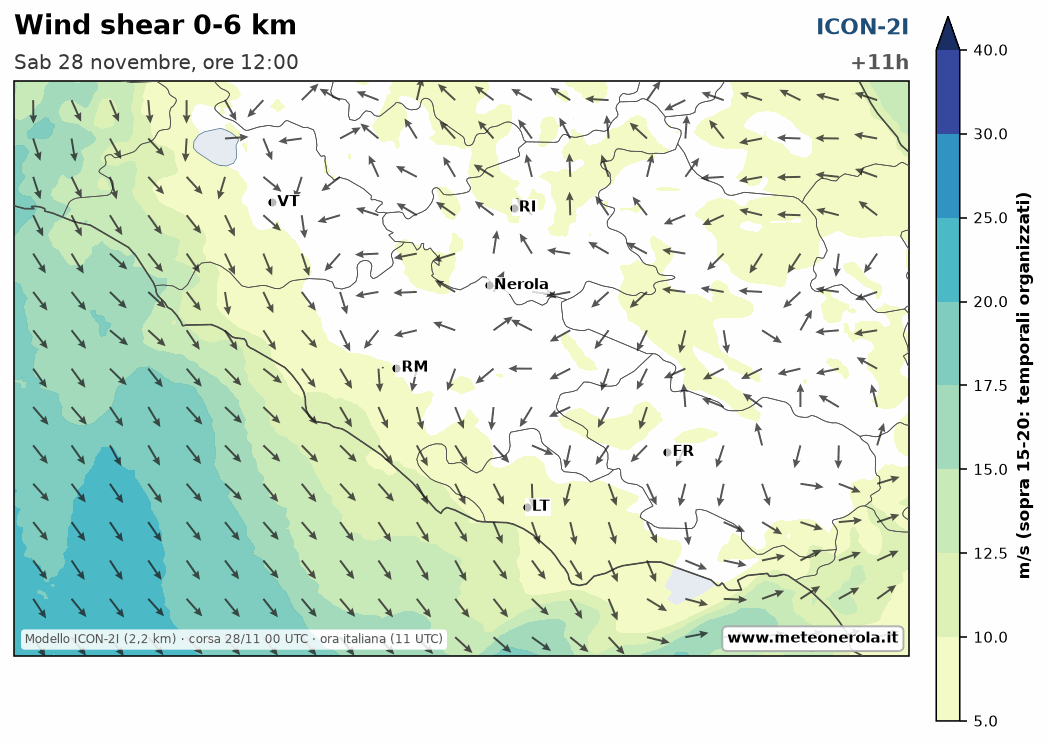 Wind shear 0-6 km
ICON-2I
Sab 28 novembre, ore 12:00
+11h
VT
RI
Nerola
RM
FR
LT
Modello ICON-2I (2,2 km) · corsa 28/11 00 UTC · ora italiana (11 UTC)
www.meteonerola.it
40.0
30.0
25.0
20.0
17.5
15.0
12.5
10.0
5.0
m/s (sopra 15-20: temporali organizzati)